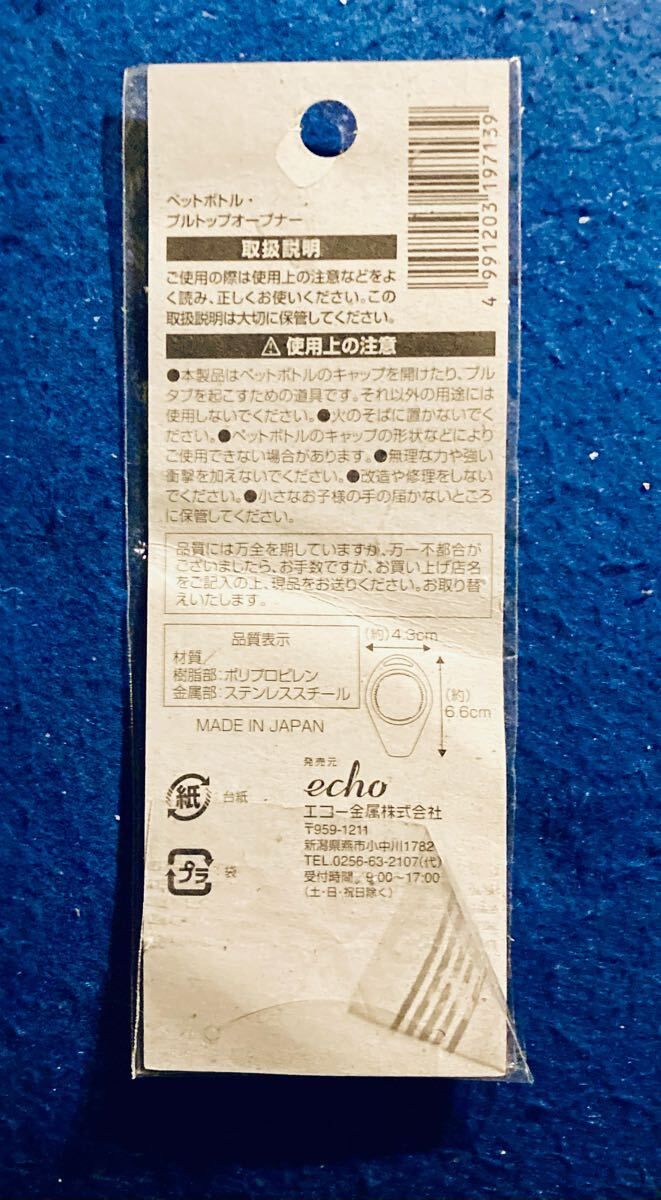 ペットボトル・
プルトップオープナー
4 991203 197139
取扱説明
ご使用の際は使用上の注意などをよ
く読み、正しくお使いください。この
取扱説明は大切に保管してください。
⚠使用上の注意
●本製品はペットボトルのキャップを開けたり、プル
タブを起こすための道具です。それ以外の用途には
使用しないでください。●火のそばに置かないでく
ださい。●ペットボトルのキャップの形状などにより
ご使用できない場合があります。●無理な力や強い
衝撃を加えないでください。●改造や修理をしない
でください。●小さなお子様の手の届かないところ
に保管してください。
品質には万全を期していますが、万一不都合が
ございましたら、お手数ですが、お買い上げ店名
をご記入の上、現品をお送りください。お取り替
えいたします。
品質表示
材質/
樹脂部:ポリプロピレン
金属部:ステンレススチール
(約)4.3cm
(約)
6.6cm
MADE IN JAPAN
紙 台紙
プラ 袋
発売元
echo
エコー金属株式会社
〒959-1211
新潟県燕市小中川1782
TEL.0256-63-2107(代)
受付時間 9:00〜17:00
(土・日・祝日除く)